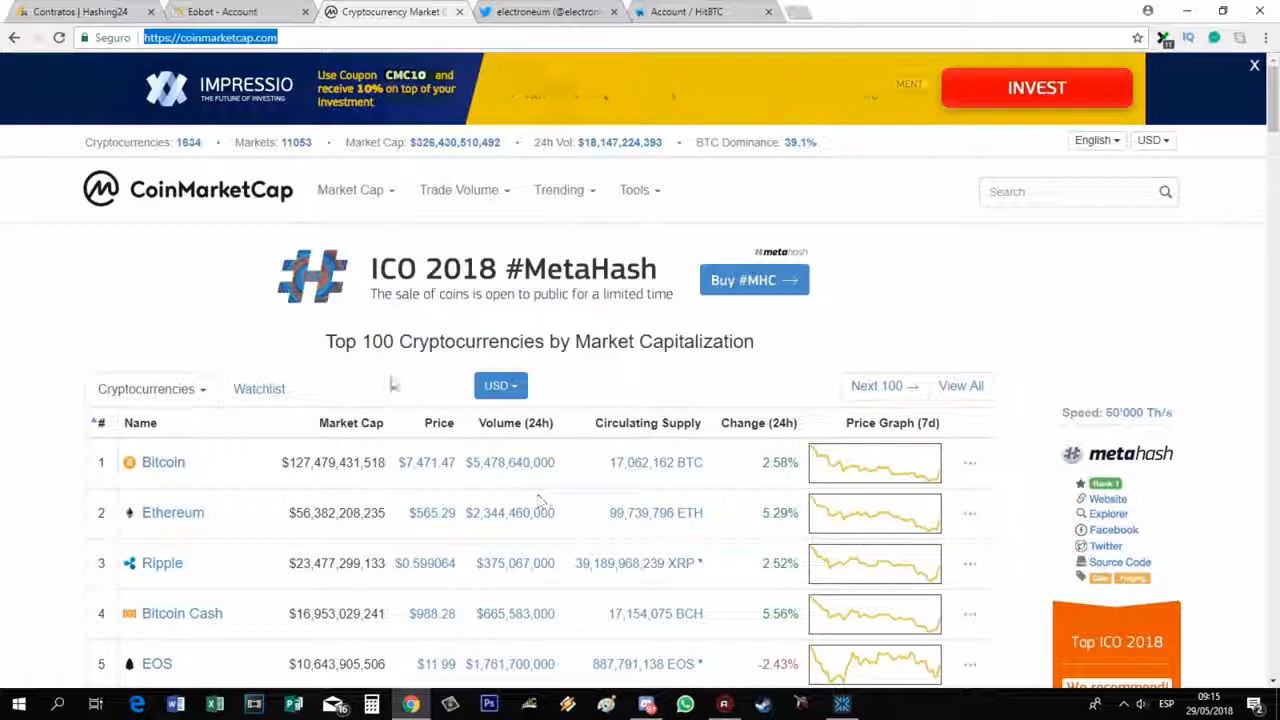 Contratos | Hashing24
Eobot - Account
Cryptocurrency Market C
electroneum (@electron
Account / HitBTC
Seguro
https://coinmarketcap.com
IMPRESSIO
THE FUTURE OF INVESTING
Use Coupon CMC10 and
receive 10% on top of your
Investment
MENT
INVEST
X
Cryptocurrencies: 1634 • Markets: 11053 • Market Cap: $326,430,510,492 • 24h Vol: $18,147,224,393 • BTC Dominance: 39.1%
English
USD
CoinMarketCap
Market Cap
Trade Volume
Trending
Tools
Search
#metahash
ICO 2018 #MetaHash
The sale of coins is open to public for a limited time
Buy #MHC →
Top 100 Cryptocurrencies by Market Capitalization
Cryptocurrencies
Watchlist
USD
Next 100 →
View All
# Name Market Cap Price Volume (24h) Circulating Supply Change (24h) Price Graph (7d)
1 Bitcoin $127,479,431,518 $7,471.47 $5,478,640,000 17,062,162 BTC 2.58%
2 Ethereum $56,382,208,235 $565.29 $2,344,460,000 99,739,796 ETH 5.29%
3 Ripple $23,477,299,138 $0.599064 $375,067,000 39,189,968,239 XRP * 2.52%
4 Bitcoin Cash $16,953,029,241 $988.28 $665,583,000 17,154,075 BCH 5.56%
5 EOS $10,643,905,506 $11.99 $1,761,700,000 887,791,138 EOS * -2.43%
Speed: 50'000 Th/s
metahash
Rank 1
Website
Explorer
Facebook
Twitter
Source Code
Coin
Top ICO 2018
We recommend!
ESP
09:15
29/05/2018